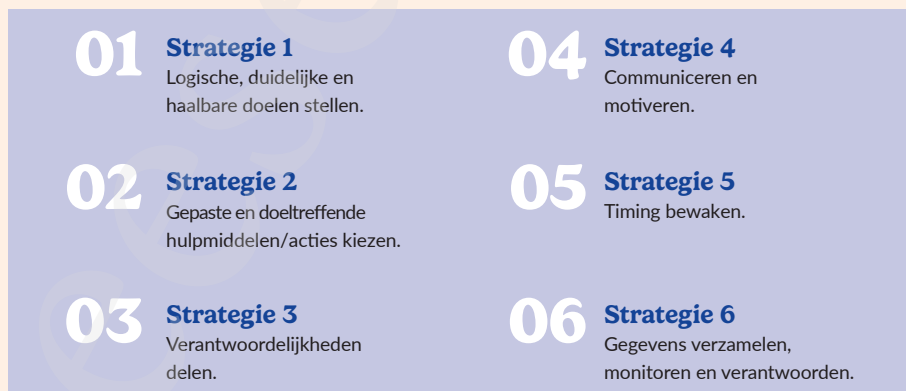 01
Strategie 1
Logische, duidelijke en
haalbare doelen stellen.
02
Strategie 2
Gepaste en doeltreffende
hulpmiddelen/acties kiezen.
03
Strategie 3
Verantwoordelijkheden
delen.
04
Strategie 4
Communiceren en
motiveren.
05
Strategie 5
Timing bewaken.
06
Strategie 6
Gegevens verzamelen,
monitoren en verantwoorden.